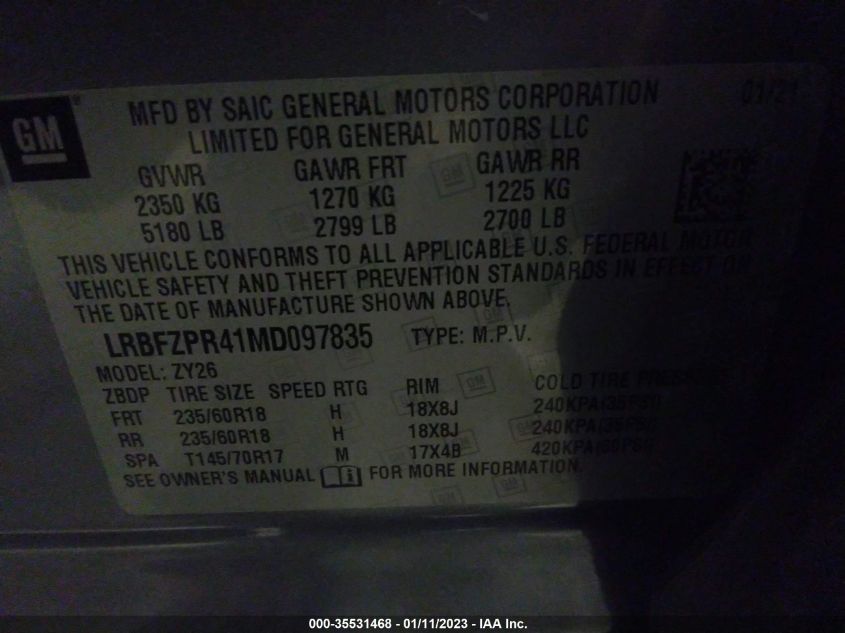 GM
MFD BY SAIC GENERAL MOTORS CORPORATION 01/21
LIMITED FOR GENERAL MOTORS LLC
GVWR GAWR FRT GAWR RR
2350 KG 1270 KG 1225 KG
5180 LB 2799 LB 2700 LB
THIS VEHICLE CONFORMS TO ALL APPLICABLE U.S. FEDERAL MOTOR
VEHICLE SAFETY AND THEFT PREVENTION STANDARDS IN EFFECT ON
THE DATE OF MANUFACTURE SHOWN ABOVE.
LRBFZPR41MD097835 TYPE: M.P.V.
MODEL: ZY26
ZBDP TIRE SIZE SPEED RTG RIM COLD TIRE
FRT 235/60R18 H 18X8J 240KPA(35PSI)
RR 235/60R18 H 18X8J 240KPA(35PSI)
SPA T145/70R17 M 17X4B 420KPA(60PSI)
SEE OWNER'S MANUAL FOR MORE INFORMATION.
000-35531468 - 01/11/2023 - IAA Inc.